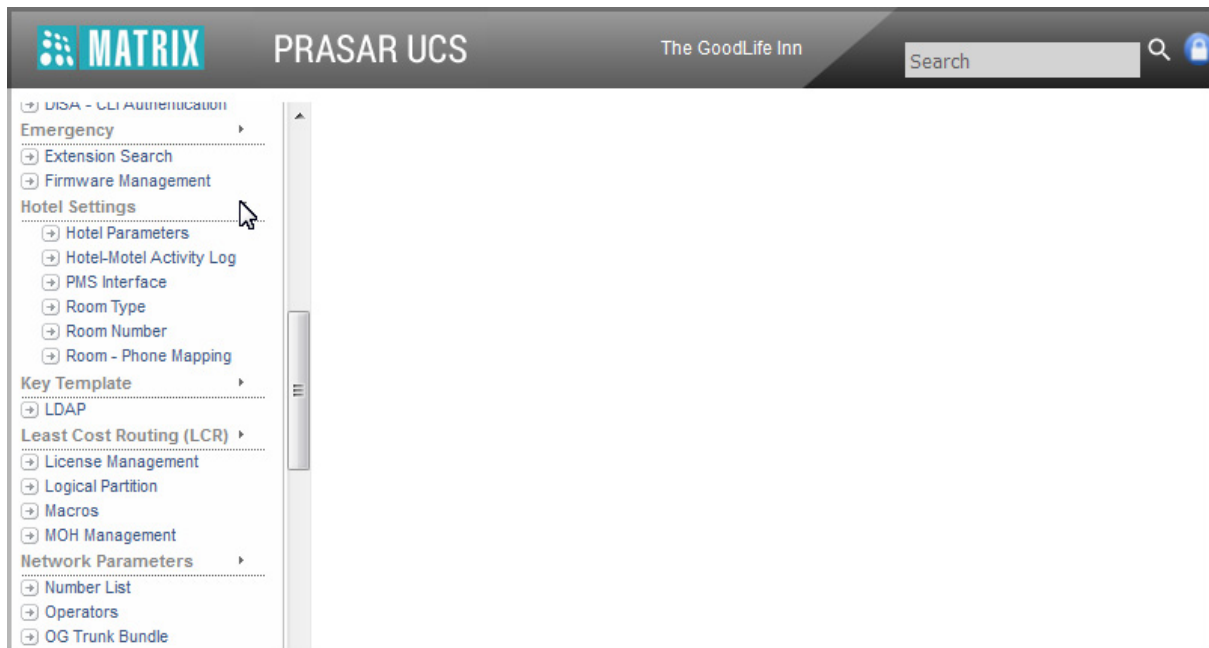 MATRIX PRASAR UCS The GoodLife Inn Search
DISA - CLI Authentication
Emergency
Extension Search
Firmware Management
Hotel Settings
Hotel Parameters
Hotel-Motel Activity Log
PMS Interface
Room Type
Room Number
Room - Phone Mapping
Key Template
LDAP
Least Cost Routing (LCR)
License Management
Logical Partition
Macros
MOH Management
Network Parameters
Number List
Operators
OG Trunk Bundle